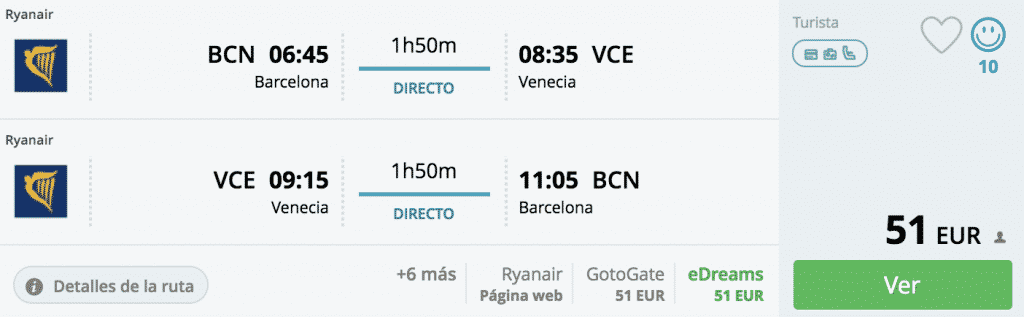 Ryanair
BCN 06:45
Barcelona
1h50m
DIRECTO
08:35 VCE
Venecia
Ryanair
VCE 09:15
Venecia
1h50m
DIRECTO
11:05 BCN
Barcelona
Detalles de la ruta
+6 más
Ryanair
Página web
GotoGate
51 EUR
eDreams
51 EUR
Turista
10
51 EUR
Ver